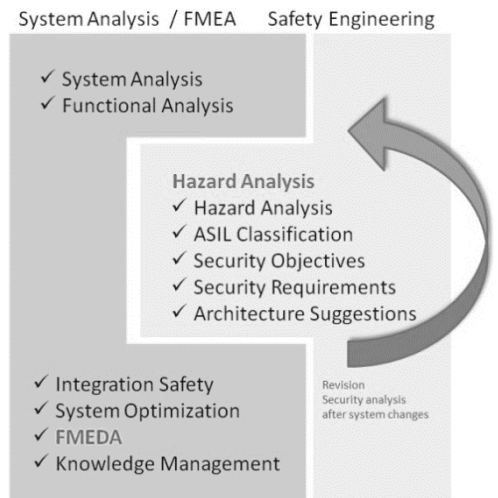 System Analysis / FMEA
Safety Engineering
✓ System Analysis
✓ Functional Analysis
Hazard Analysis
✓ Hazard Analysis
✓ ASIL Classification
✓ Security Objectives
✓ Security Requirements
✓ Architecture Suggestions
✓ Integration Safety
✓ System Optimization
✓ FMEDA
✓ Knowledge Management
Revision
Security analysis
after system changes